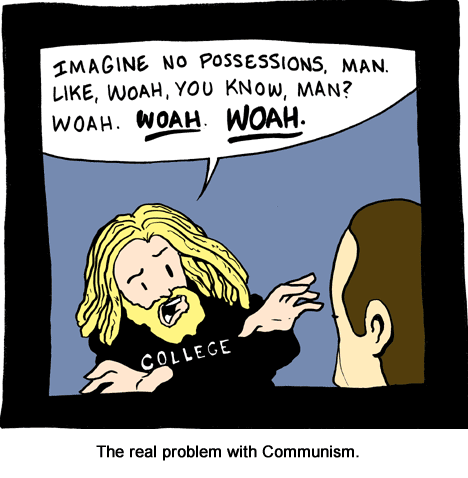 IMAGINE NO POSSESSIONS, MAN.
LIKE, WOAH, YOU KNOW, MAN?
WOAH. WOAH. WOAH.
COLLEGE
The real problem with Communism.